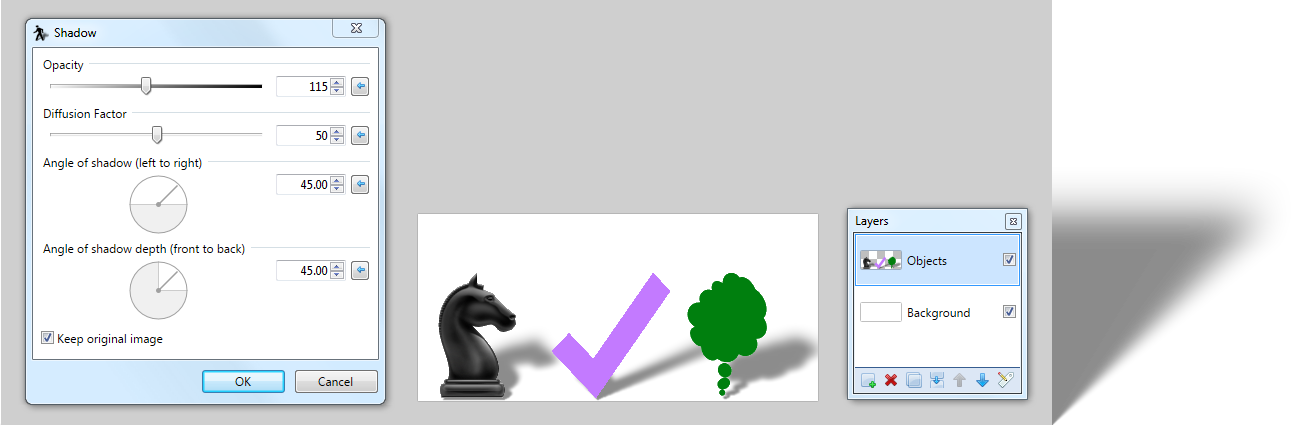 Shadow
Opacity
115
Diffusion Factor
50
Angle of shadow (left to right)
45.00
Angle of shadow depth (front to back)
45.00
Keep original image
OK
Cancel
Layers
Objects
Background